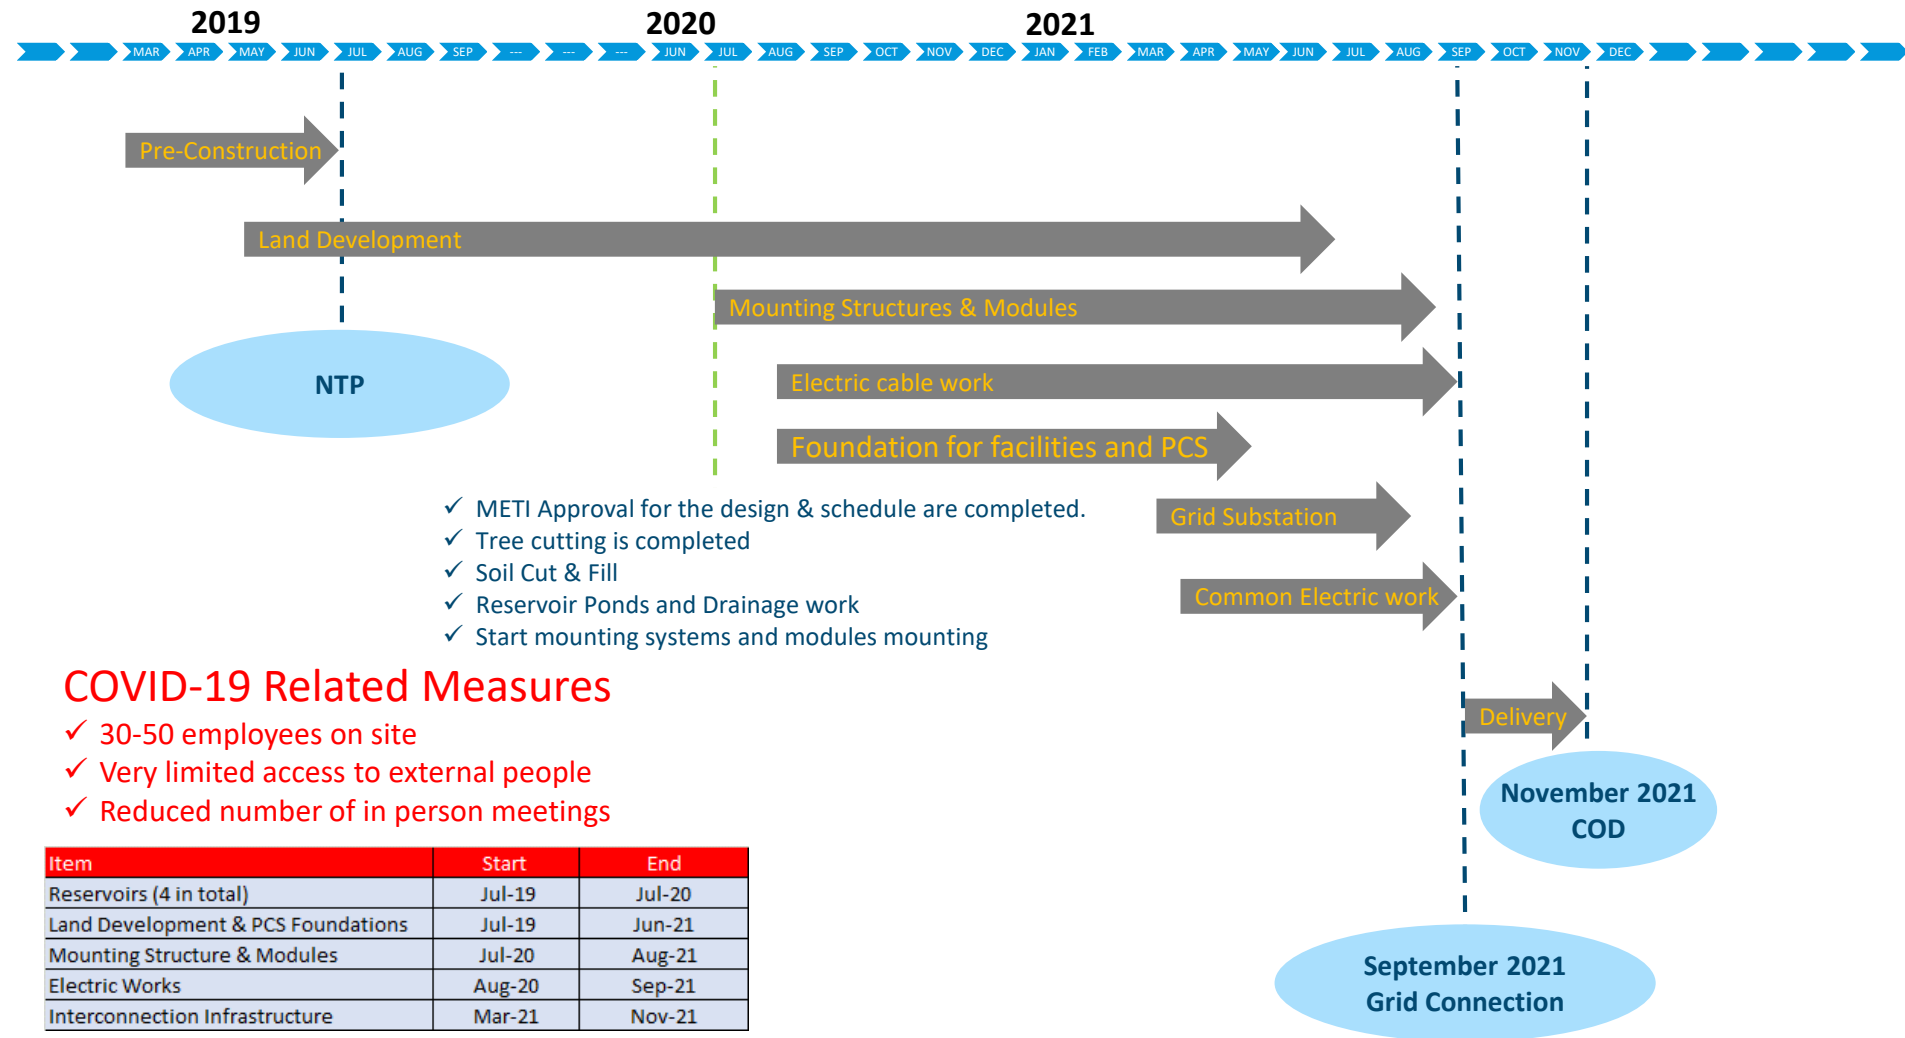 2019 2020 2021
MAR APR MAY JUN JUL AUG SEP --- --- --- JUN JUL AUG SEP OCT NOV DEC JAN FEB MAR APR MAY JUN JUL AUG SEP OCT NOV DEC
Pre-Construction
Land Development
Mounting Structures & Modules
NTP
Electric cable work
Foundation for facilities and PCS
✓ METI Approval for the design & schedule are completed.
✓ Tree cutting is completed
✓ Soil Cut & Fill
✓ Reservoir Ponds and Drainage work
✓ Start mounting systems and modules mounting
Grid Substation
Common Electric work
COVID-19 Related Measures
✓ 30-50 employees on site
✓ Very limited access to external people
✓ Reduced number of in person meetings
Delivery
November 2021
COD
Item Start End
Reservoirs (4 in total) Jul-19 Jul-20
Land Development & PCS Foundations Jul-19 Jun-21
Mounting Structure & Modules Jul-20 Aug-21
Electric Works Aug-20 Sep-21
Interconnection Infrastructure Mar-21 Nov-21
September 2021
Grid Connection